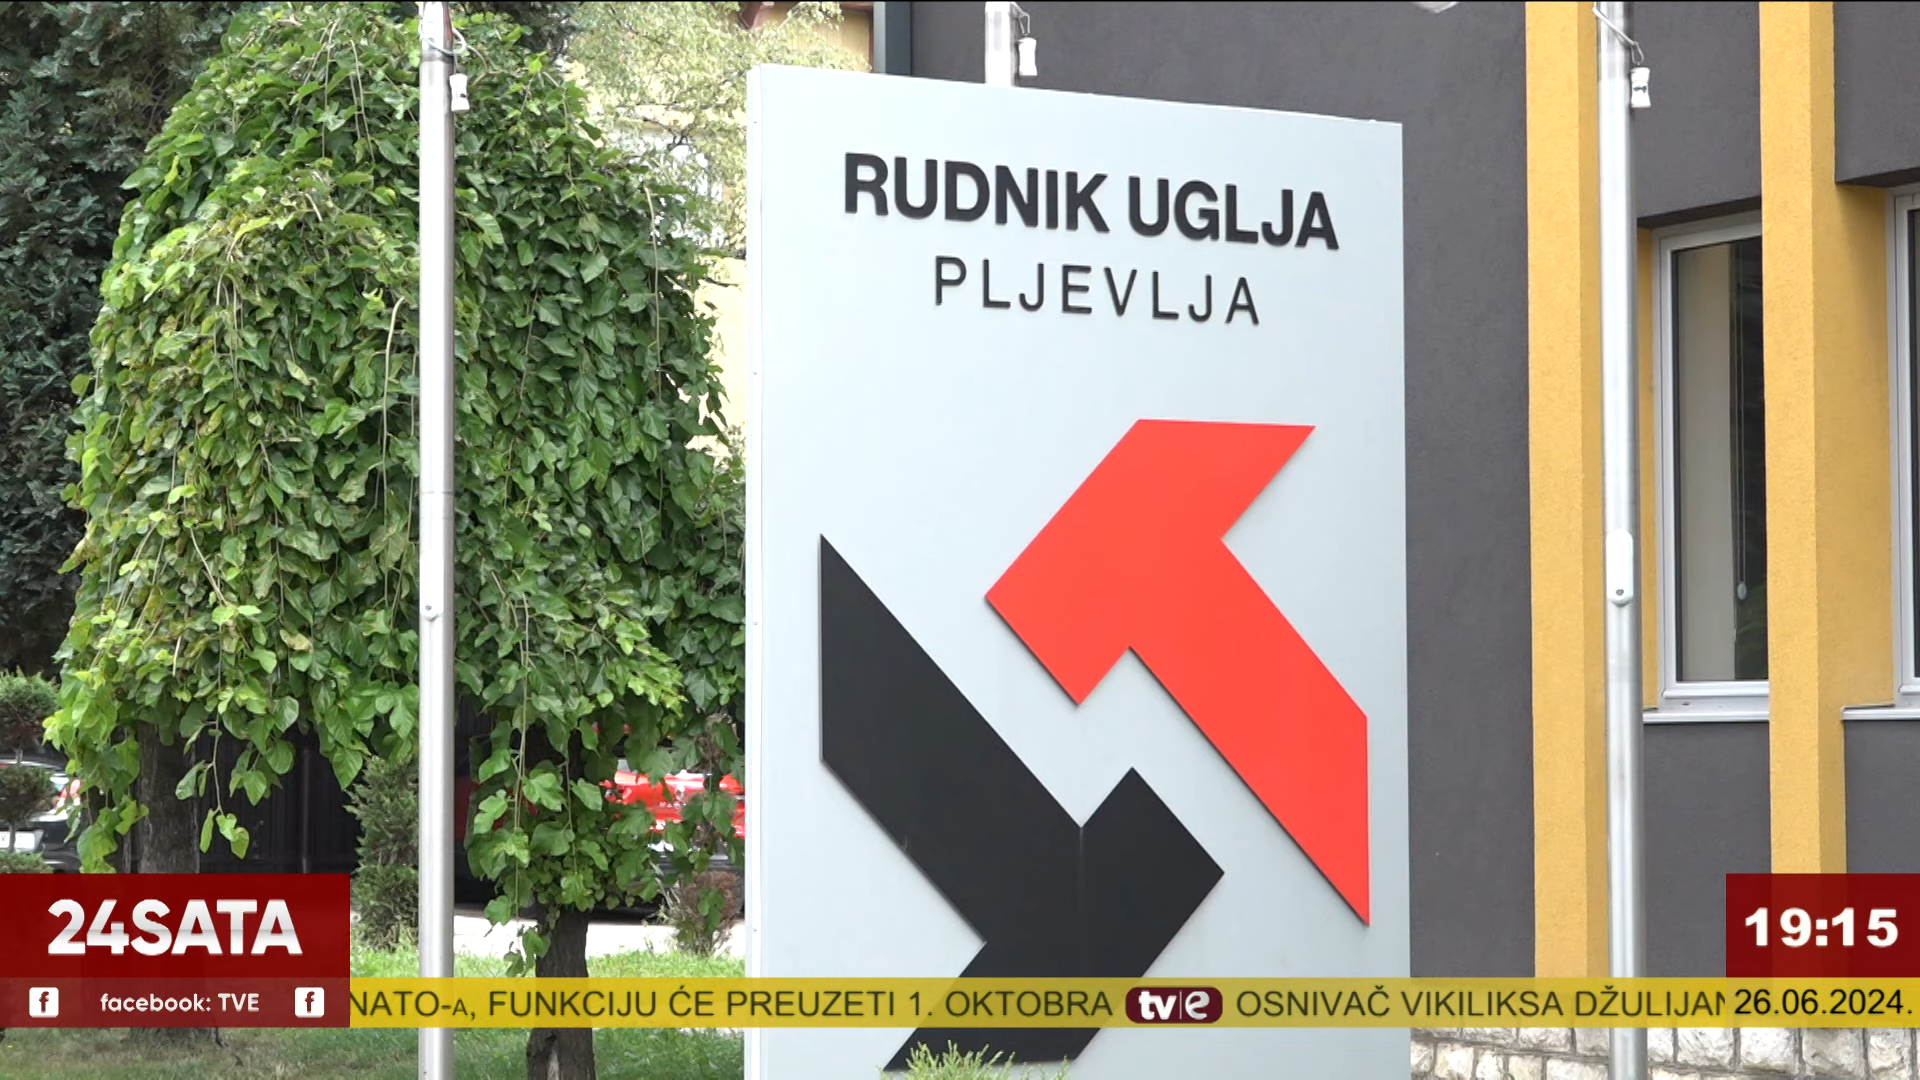 RUDNIK UGLJA
PLJEVLJA
24SATA
19:15
f facebook: TVE f
NATO-A, FUNKCIJU ĆE PREUZETI 1. OKTOBRA tve OSNIVAČ VIKILIKSA DŽULIJAN
26.06.2024.